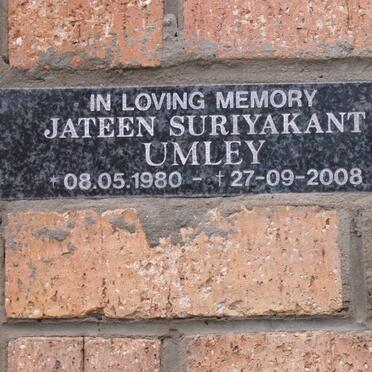 IN LOVING MEMORY
JATEEN SURIYAKANT
UMLEY
+08.05.1980 - +27-09-2008